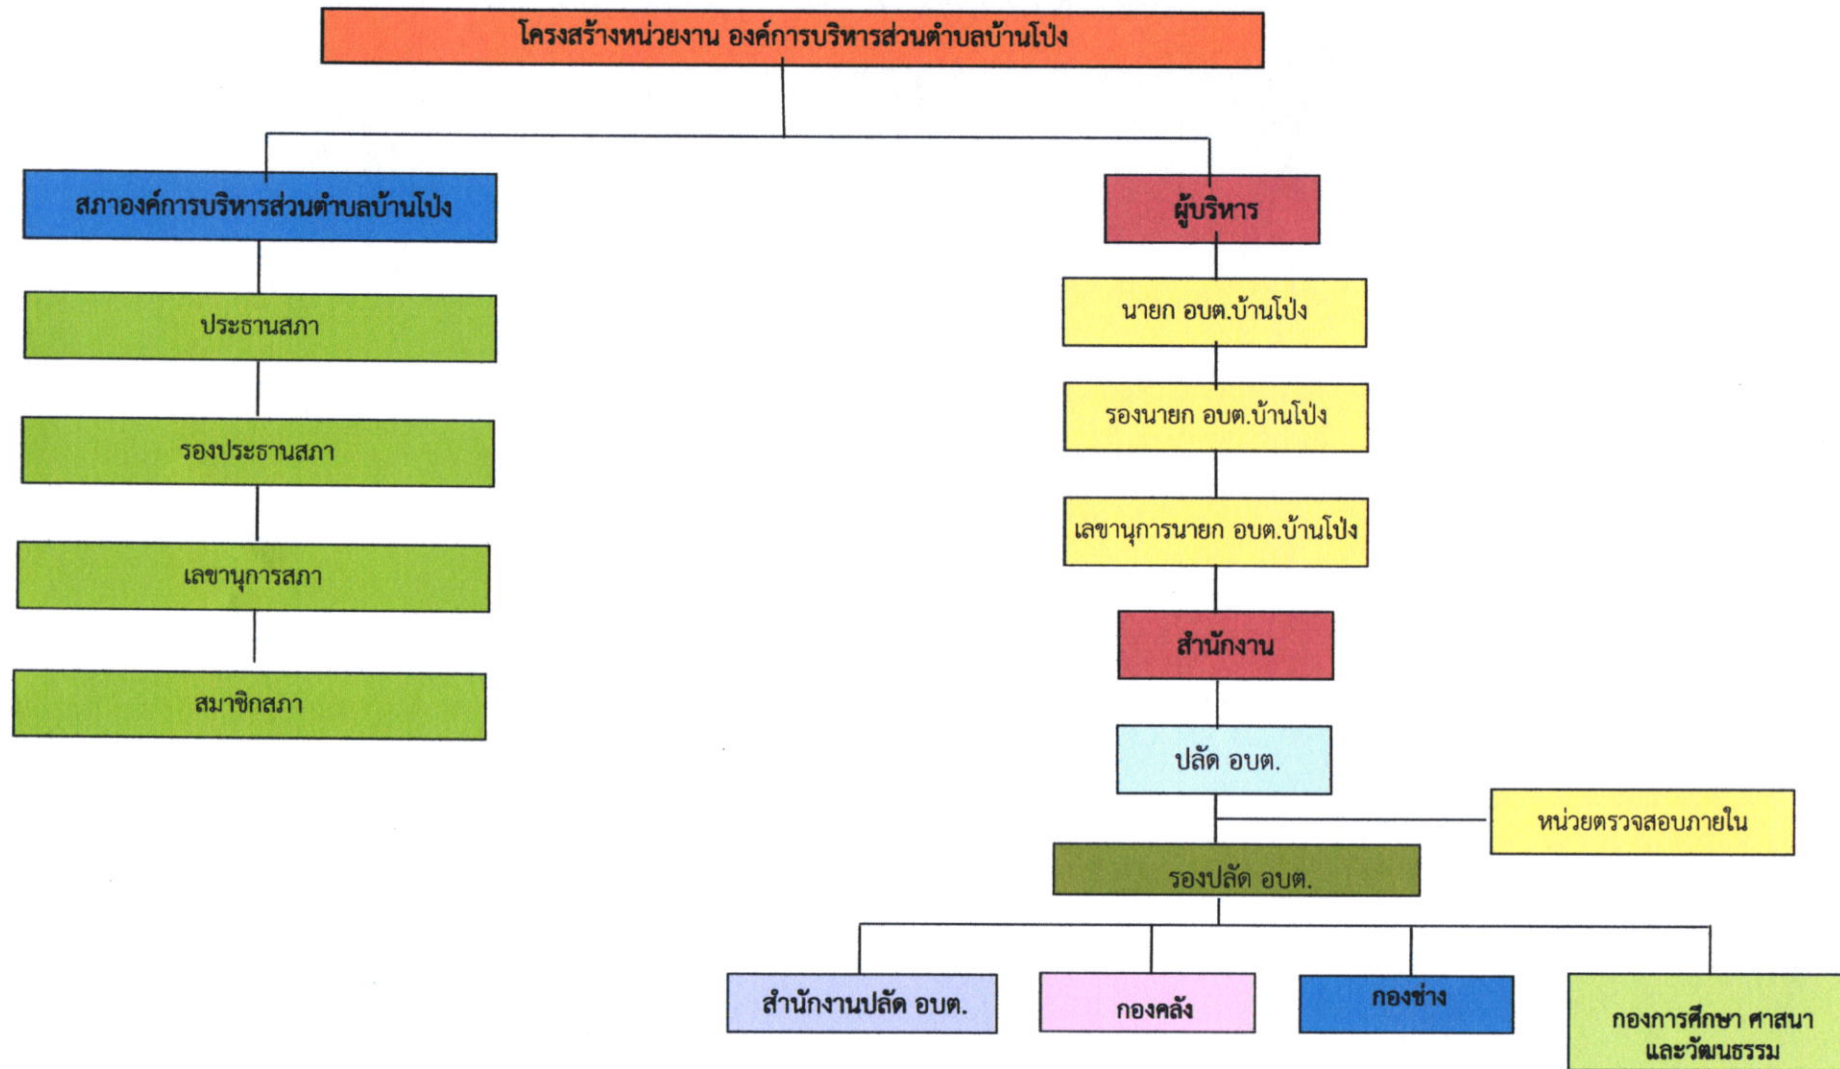 โครงสร้างหน่วยงาน องค์การบริหารส่วนตำบลบ้านโป่ง
สภาองค์การบริหารส่วนตำบลบ้านโป่ง
ประธานสภา
รองประธานสภา
เลขานุการสภา
สมาชิกสภา
ผู้บริหาร
นายก อบต.บ้านโป่ง
รองนายก อบต.บ้านโป่ง
เลขานุการนายก อบต.บ้านโป่ง
สำนักงาน
ปลัด อบต.
หน่วยตรวจสอบภายใน
รองปลัด อบต.
สำนักงานปลัด อบต.
กองคลัง
กองช่าง
กองการศึกษา ศาสนา
และวัฒนธรรม